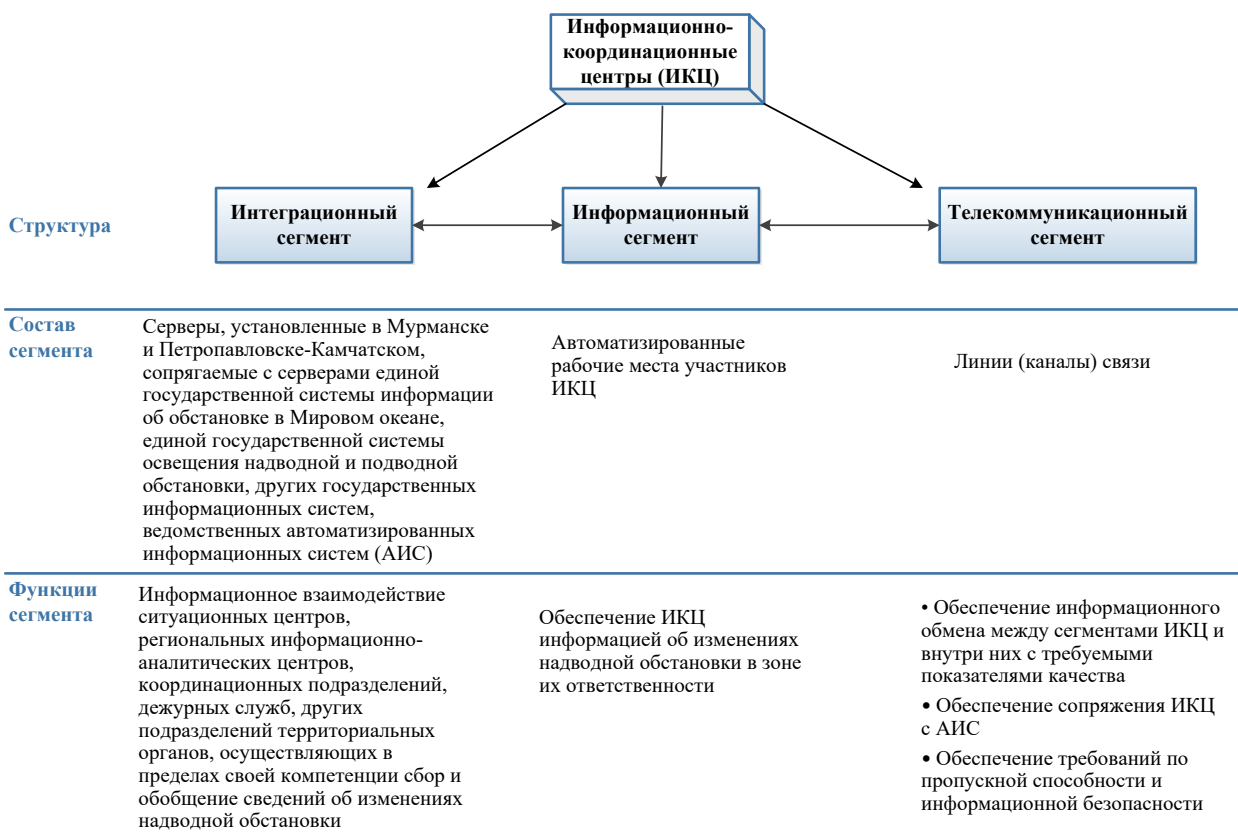 Информационно-
координационные
центры (ИКЦ)
Структура
Интеграционный
сегмент
Информационный
сегмент
Телекоммуникационный
сегмент
Состав
сегмента
Серверы, установленные в Мурманске
и Петропавловске-Камчатском,
сопрягаемые с серверами единой
государственной системы информации
об обстановке в Мировом океане,
единой государственной системы
освещения надводной и подводной
обстановки, других государственных
информационных систем,
ведомственных автоматизированных
информационных систем (АИС)
Автоматизированные
рабочие места участников
ИКЦ
Линии (каналы) связи
Функции
сегмента
Информационное взаимодействие
ситуационных центров,
региональных информационно-
аналитических центров,
координационных подразделений,
дежурных служб, других
подразделений территориальных
органов, осуществляющих в
пределах своей компетенции сбор и
обобщение сведений об изменениях
надводной обстановки
Обеспечение ИКЦ
информацией об изменениях
надводной обстановки в зоне
их ответственности
• Обеспечение информационного
обмена между сегментами ИКЦ и
внутри них с требуемыми
показателями качества
• Обеспечение сопряжения ИКЦ
с АИС
• Обеспечение требований по
пропускной способности и
информационной безопасности